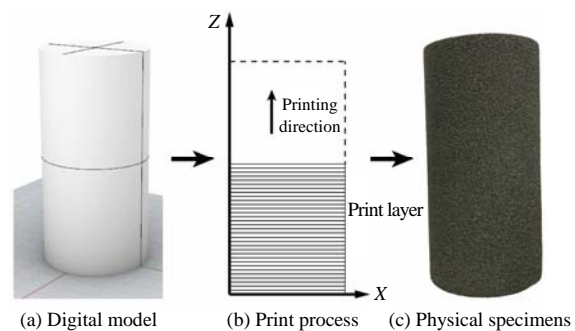 Z
Printing
direction
Print layer
X
(a) Digital model
(b) Print process
(c) Physical specimens